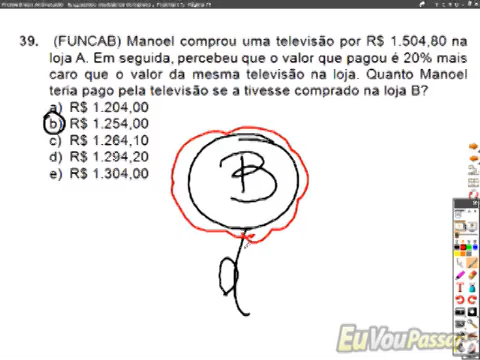 39. (FUNCAB) Manoel comprou uma televisão por R$ 1.504,80 na
loja A. Em seguida, percebeu que o valor que pagou é 20% mais
caro que o valor da mesma televisão na loja. Quanto Manoel
teria pago pela televisão se a tivesse comprado na loja B?
a) R$ 1.204,00
b) R$ 1.254,00
c) R$ 1.264,10
d) R$ 1.294,20
e) R$ 1.304,00
B
EuVouPassar